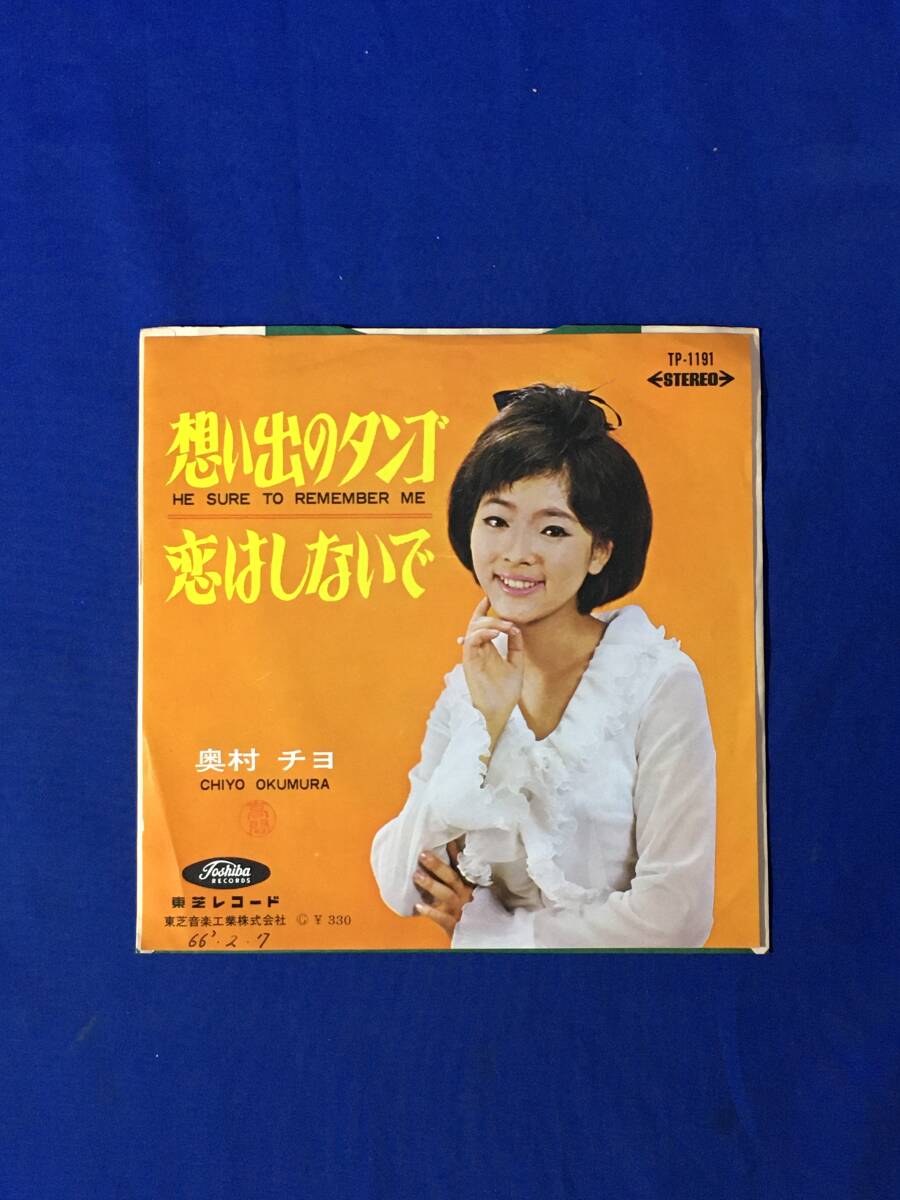 TP-1191
STEREO
想い出のタンゴ
HE SURE TO REMEMBER ME
恋はしないで
奥村 チヨ
CHIYO OKUMURA
Toshiba
RECORDS
東芝レコード
東芝音楽工業株式会社 Ⓒ ¥ 330
66'.2.7